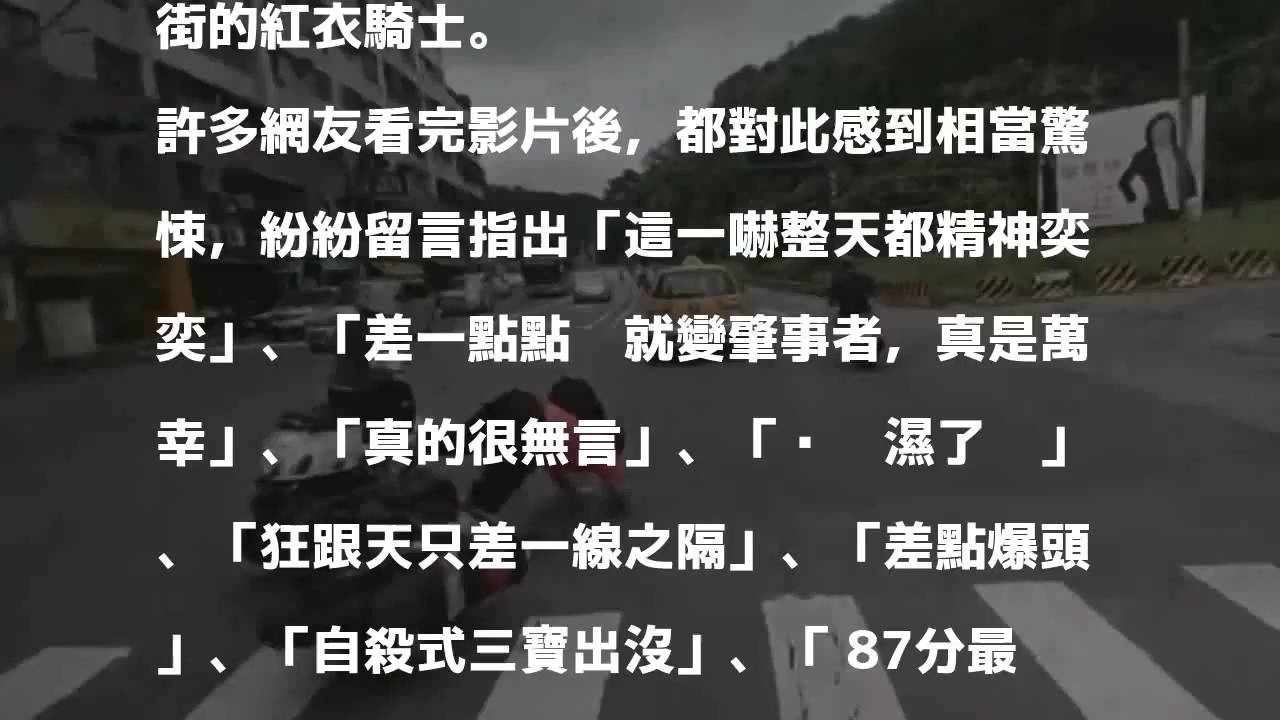 街的紅衣騎士。
許多網友看完影片後，都對此感到相當驚
悚，紛紛留言指出「這一嚇整天都精神奕
奕」、「差一點點　就變肇事者，真是萬
幸」、「真的很無言」、「·　濕了　」
、「狂跟天只差一線之隔」、「差點爆頭
」、「自殺式三寶出沒」、「 87分最